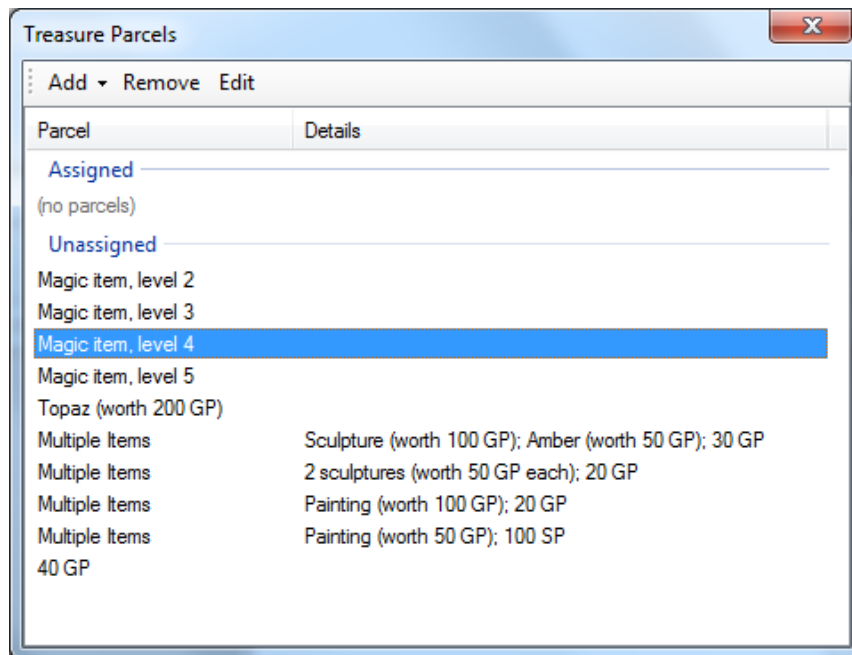 Treasure Parcels
Add Remove Edit
Parcel Details
Assigned
(no parcels)
Unassigned
Magic item, level 2
Magic item, level 3
Magic item, level 4
Magic item, level 5
Topaz (worth 200 GP)
Multiple Items Sculpture (worth 100 GP); Amber (worth 50 GP); 30 GP
Multiple Items 2 sculptures (worth 50 GP each); 20 GP
Multiple Items Painting (worth 100 GP); 20 GP
Multiple Items Painting (worth 50 GP); 100 SP
40 GP